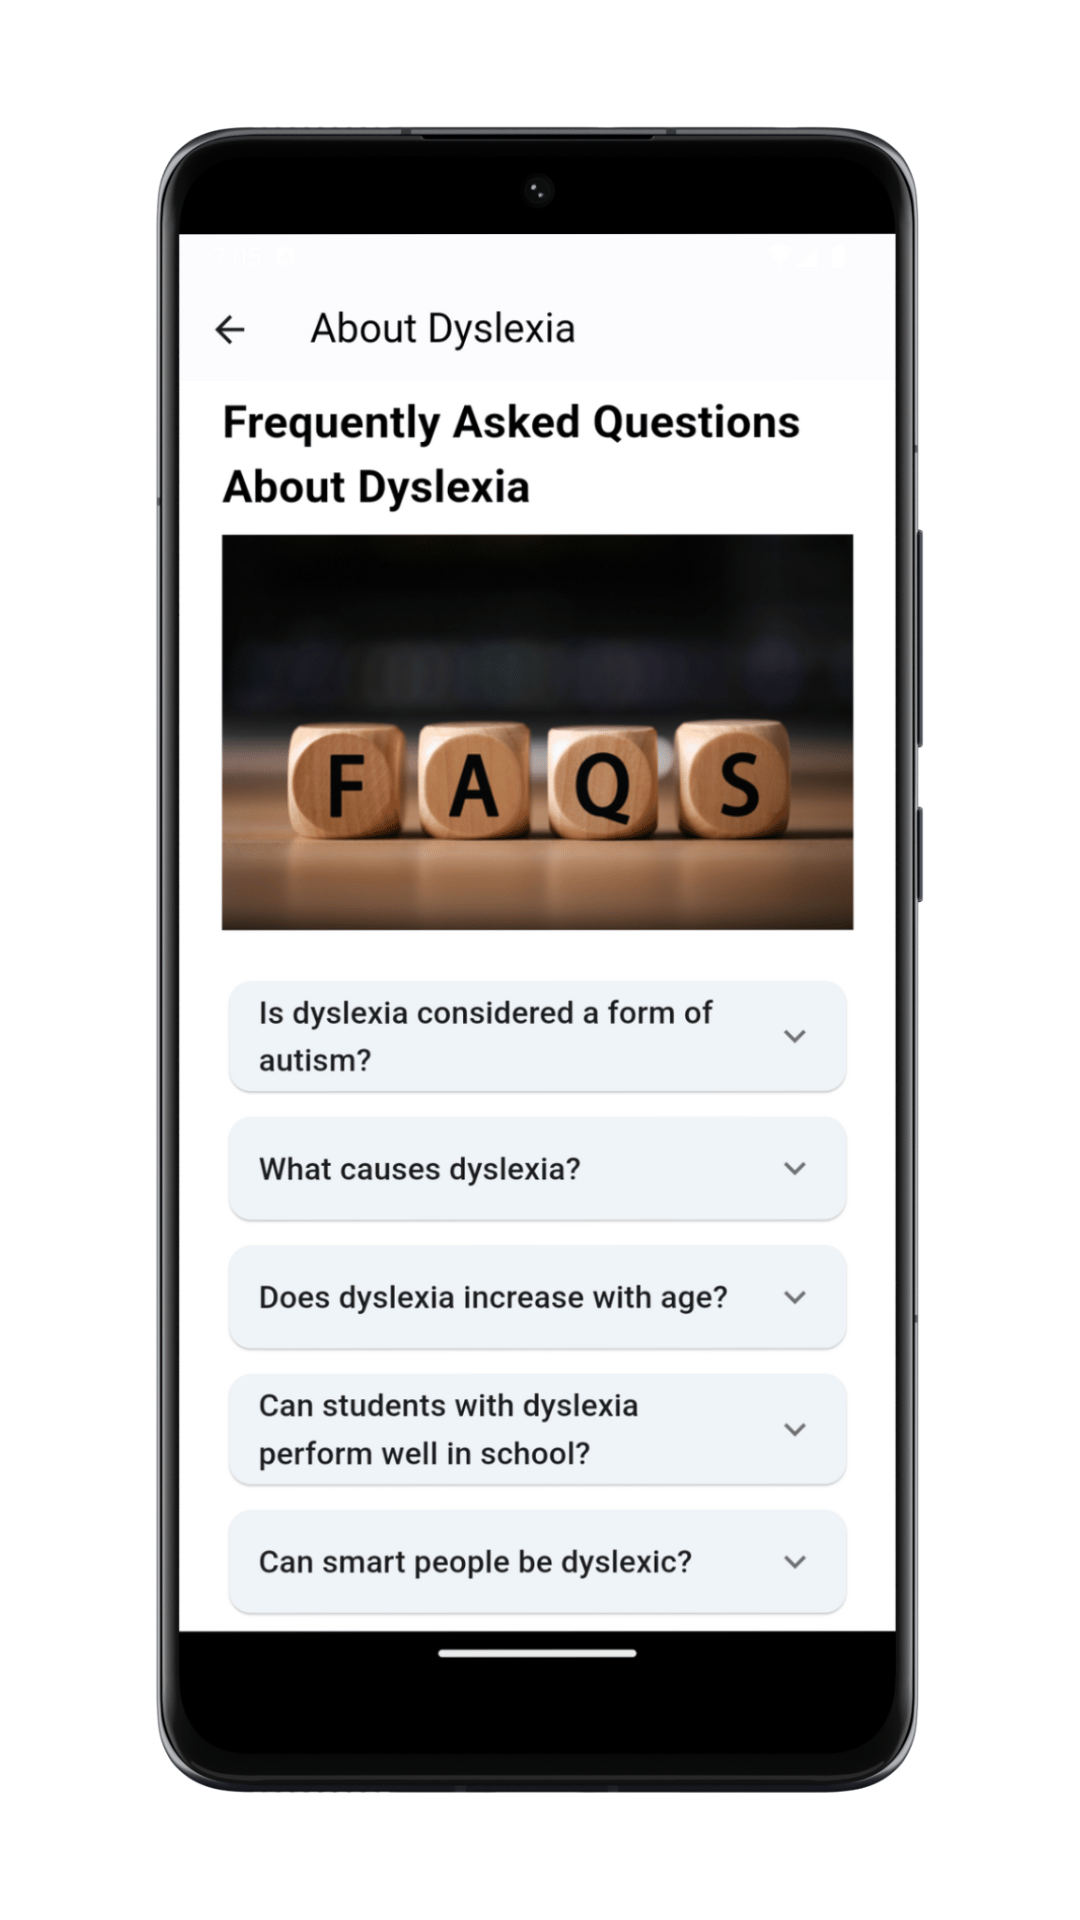 About Dyslexia
Frequently Asked Questions
About Dyslexia
F A Q S
Is dyslexia considered a form of
autism?
What causes dyslexia?
Does dyslexia increase with age?
Can students with dyslexia
perform well in school?
Can smart people be dyslexic?